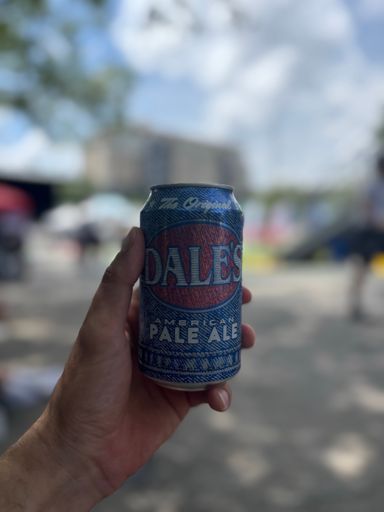 The Original
DALE'S
AMERICAN
PALE ALE